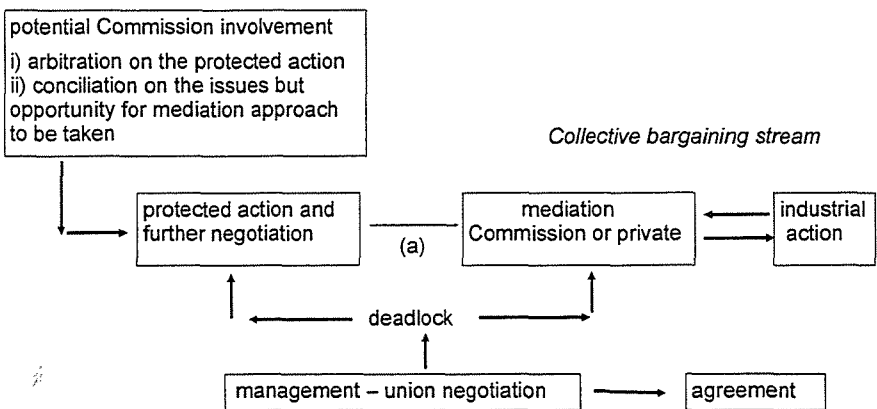 potential Commission involvement
i) arbitration on the protected action
ii) conciliation on the issues but
opportunity for mediation approach
to be taken
Collective bargaining stream
protected action and
further negotiation
(a)
mediation
Commission or private
industrial
action
deadlock
management – union negotiation
agreement